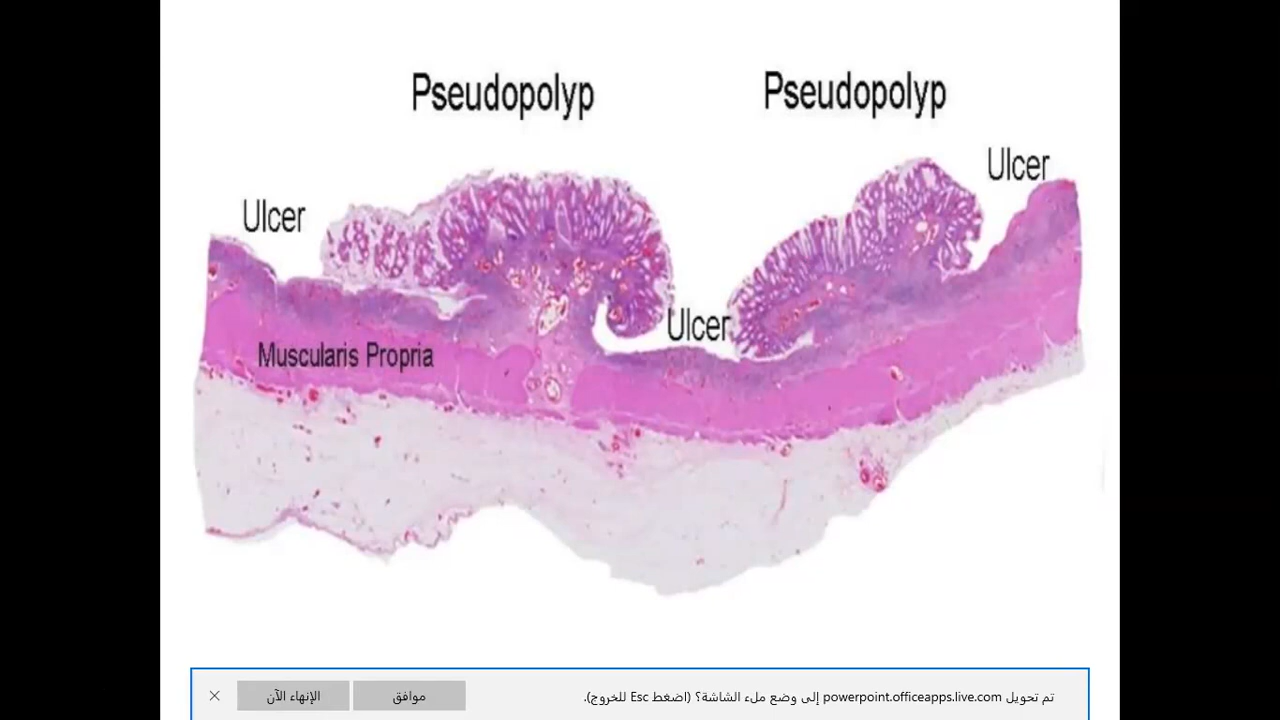 Pseudopolyp
Pseudopolyp
Ulcer
Ulcer
Ulcer
Muscularis Propria
تم تحويل powerpoint.officeapps.live.com إلى وضع ملء الشاشة؟ (اضغط Esc للخروج).
موافق
الإنهاء الآن